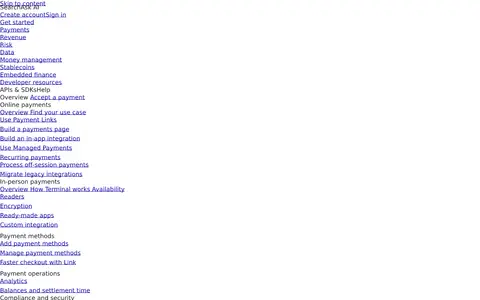 Skip to content
SearchAsk AI
Create accountSign in
Get started
Payments
Revenue
Risk
Data
Money management
Stablecoins
Embedded finance
Developer resources
APIs & SDKsHelp
Overview Accept a payment
Online payments
Overview Find your use case
Use Payment Links
Build a payments page
Build an in-app integration
Use Managed Payments
Recurring payments
Process off-session payments
Migrate legacy integrations
In-person payments
Overview How Terminal works Availability
Readers
Encryption
Ready-made apps
Custom integration
Payment methods
Add payment methods
Manage payment methods
Faster checkout with Link
Payment operations
Analytics
Balances and settlement time
Compliance and security